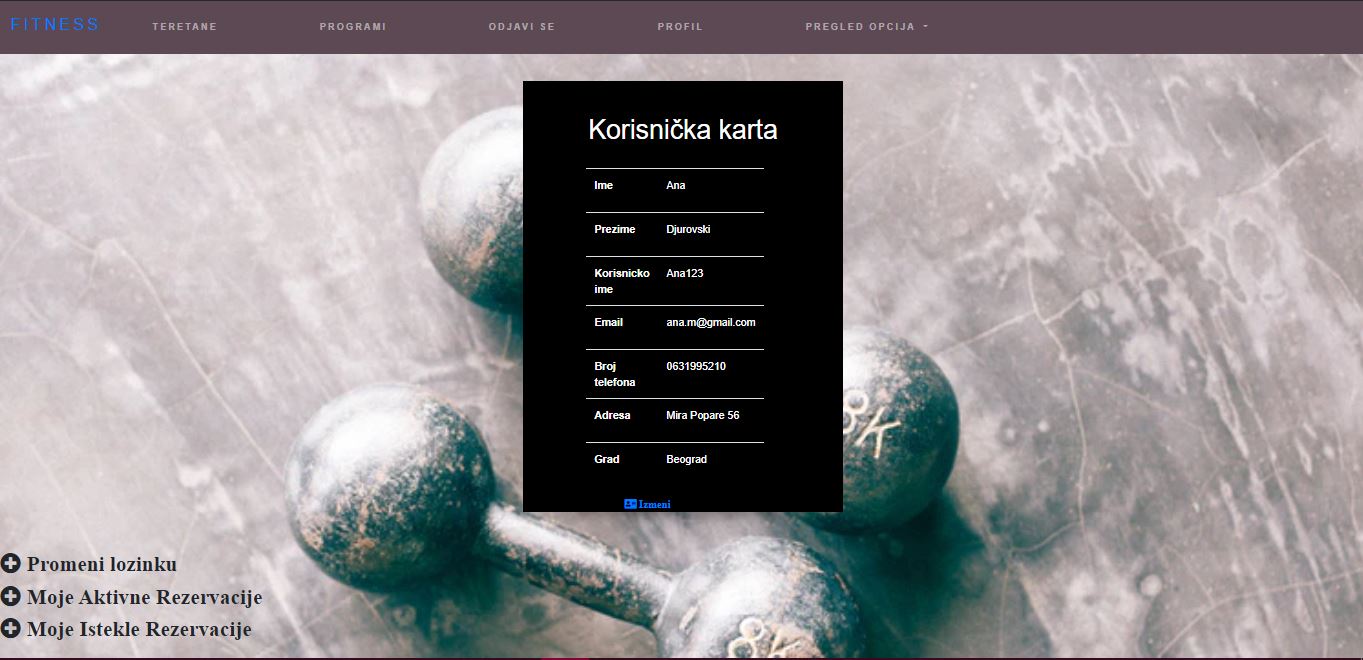 FITNESS TERETANE PROGRAMI ODJAVI SE PROFIL PREGLED OPCIJA
Korisnička karta
Ime Ana
Prezime Djurovski
Korisnicko Ana123
ime
Email ana.m@gmail.com
Broj 0631995210
telefona
Adresa Mira Popare 56
Grad Beograd
Izmeni
8K
8K
Promeni lozinku
Moje Aktivne Rezervacije
Moje Istekle Rezervacije